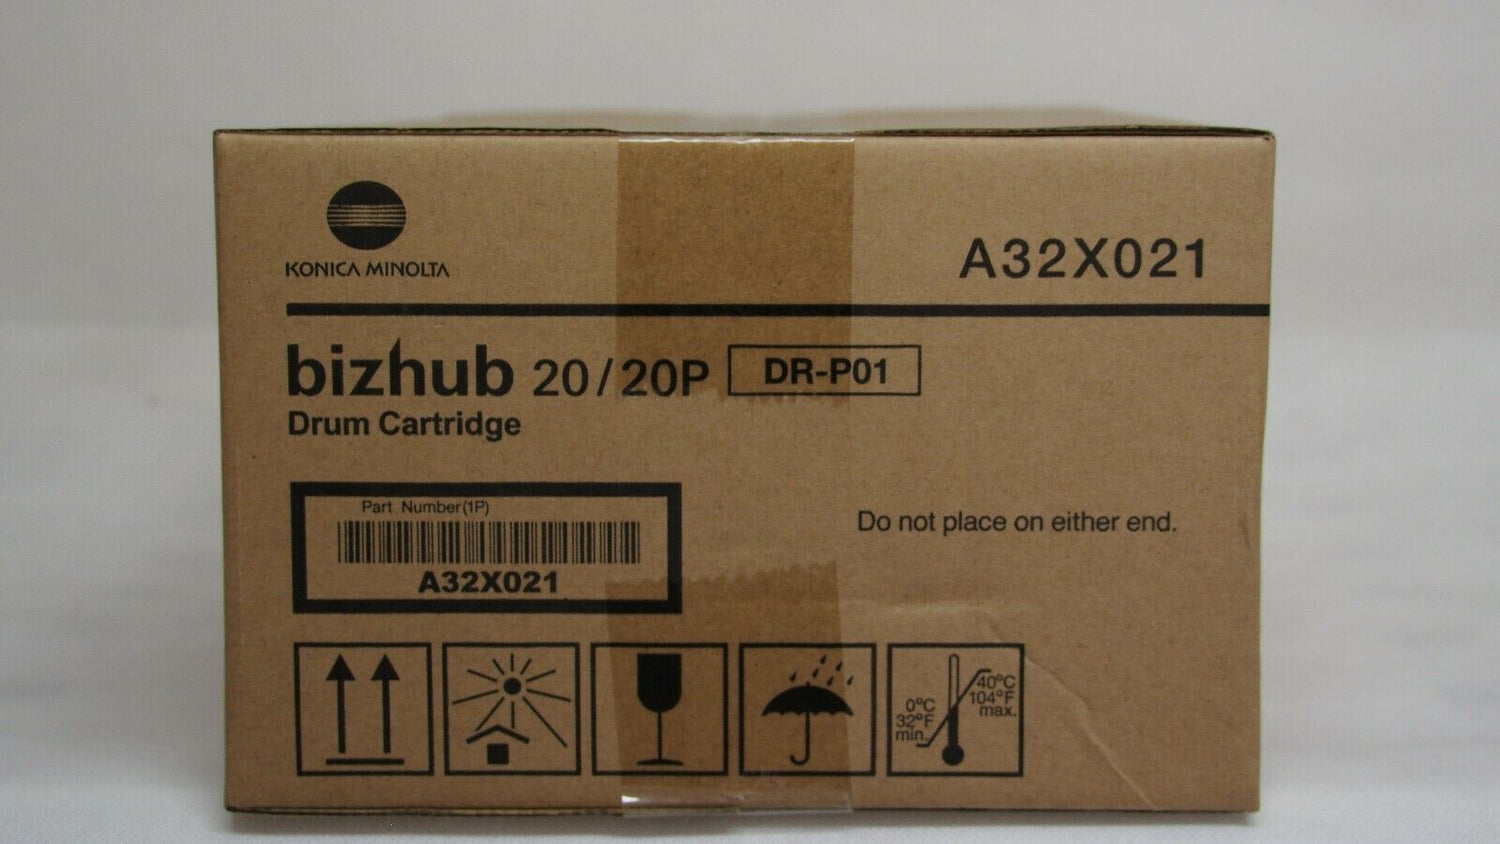 KONICA MINOLTA
A32X021
bizhub 20/20P DR-P01
Drum Cartridge
Part Number(1P)
A32X021
Do not place on either end.
0°C
32°F
min.
40°C
104°F
max.